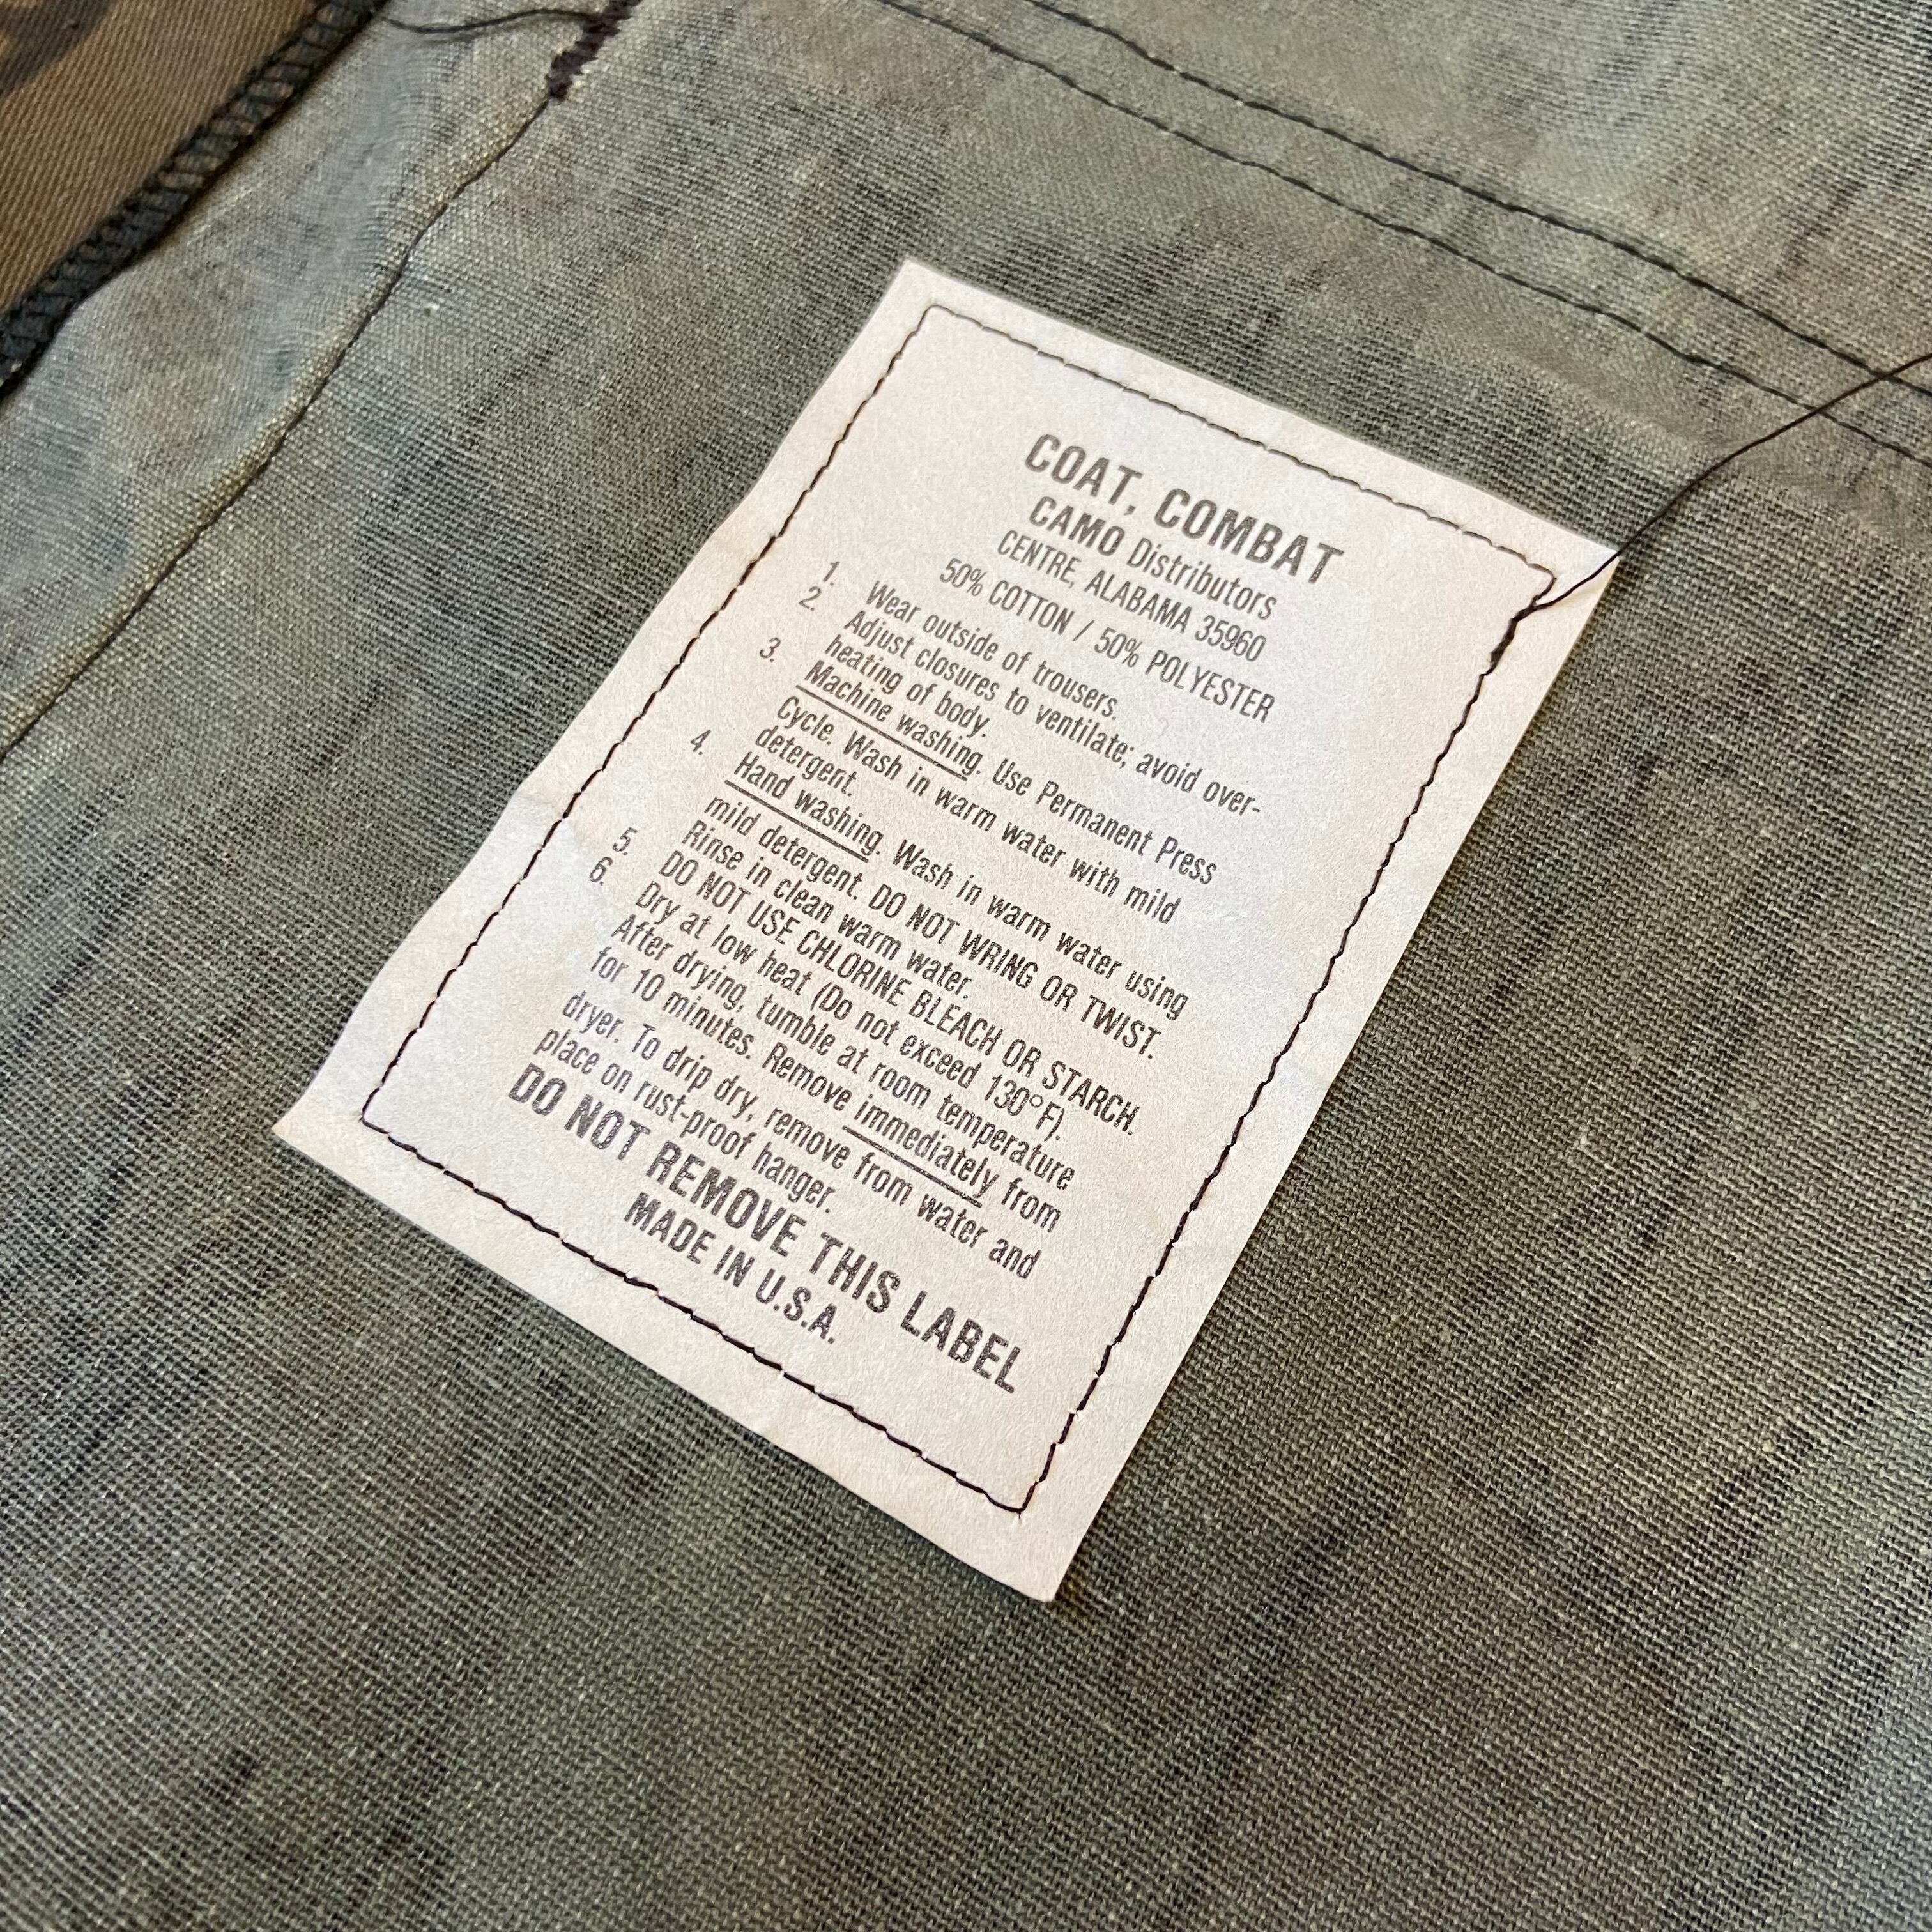 COAT, COMBAT
CAMO Distributors
CENTRE, ALABAMA 35960
50% COTTON / 50% POLYESTER
1. Wear outside of trousers.
2. Adjust closures to ventilate; avoid over-
heating of body.
3. Machine washing. Use Permanent Press
Cycle. Wash in warm water with mild
detergent.
4. Hand washing. Wash in warm water using
mild detergent. DO NOT WRING OR TWIST.
Rinse in clean warm water.
5. DO NOT USE CHLORINE BLEACH OR STARCH.
6. Dry at low heat (Do not exceed 130°F).
After drying, tumble at room temperature
for 10 minutes. Remove immediately from
dryer. To drip dry, remove from water and
place on rust-proof hanger.
DO NOT REMOVE THIS LABEL
MADE IN U.S.A.